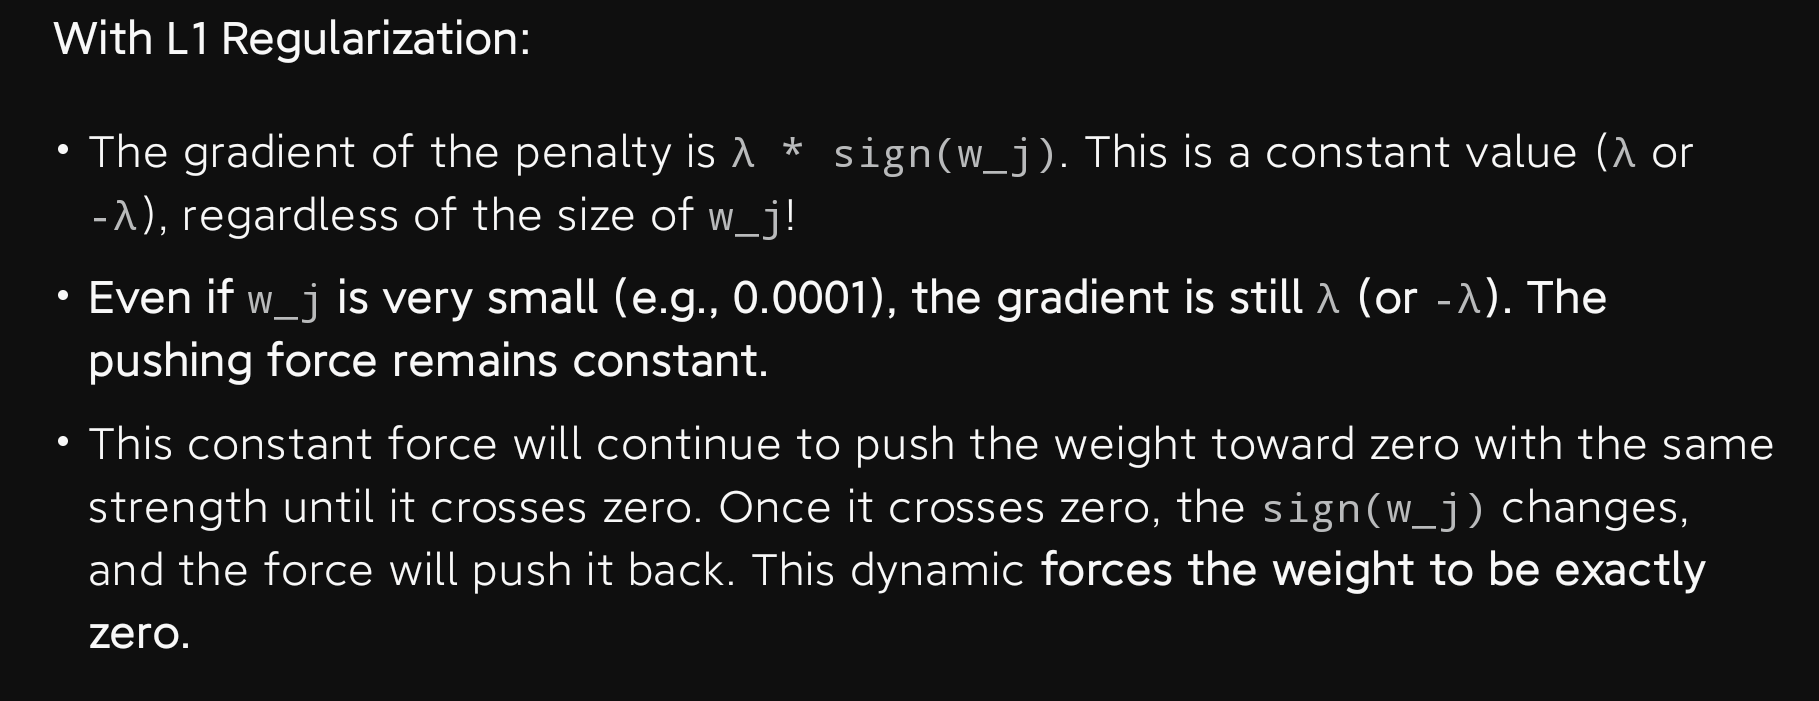 With L1 Regularization:
• The gradient of the penalty is λ * sign(w_j). This is a constant value (λ or
-λ), regardless of the size of w_j!
• Even if w_j is very small (e.g., 0.0001), the gradient is still λ (or -λ). The
pushing force remains constant.
• This constant force will continue to push the weight toward zero with the same
strength until it crosses zero. Once it crosses zero, the sign(w_j) changes,
and the force will push it back. This dynamic forces the weight to be exactly
zero.